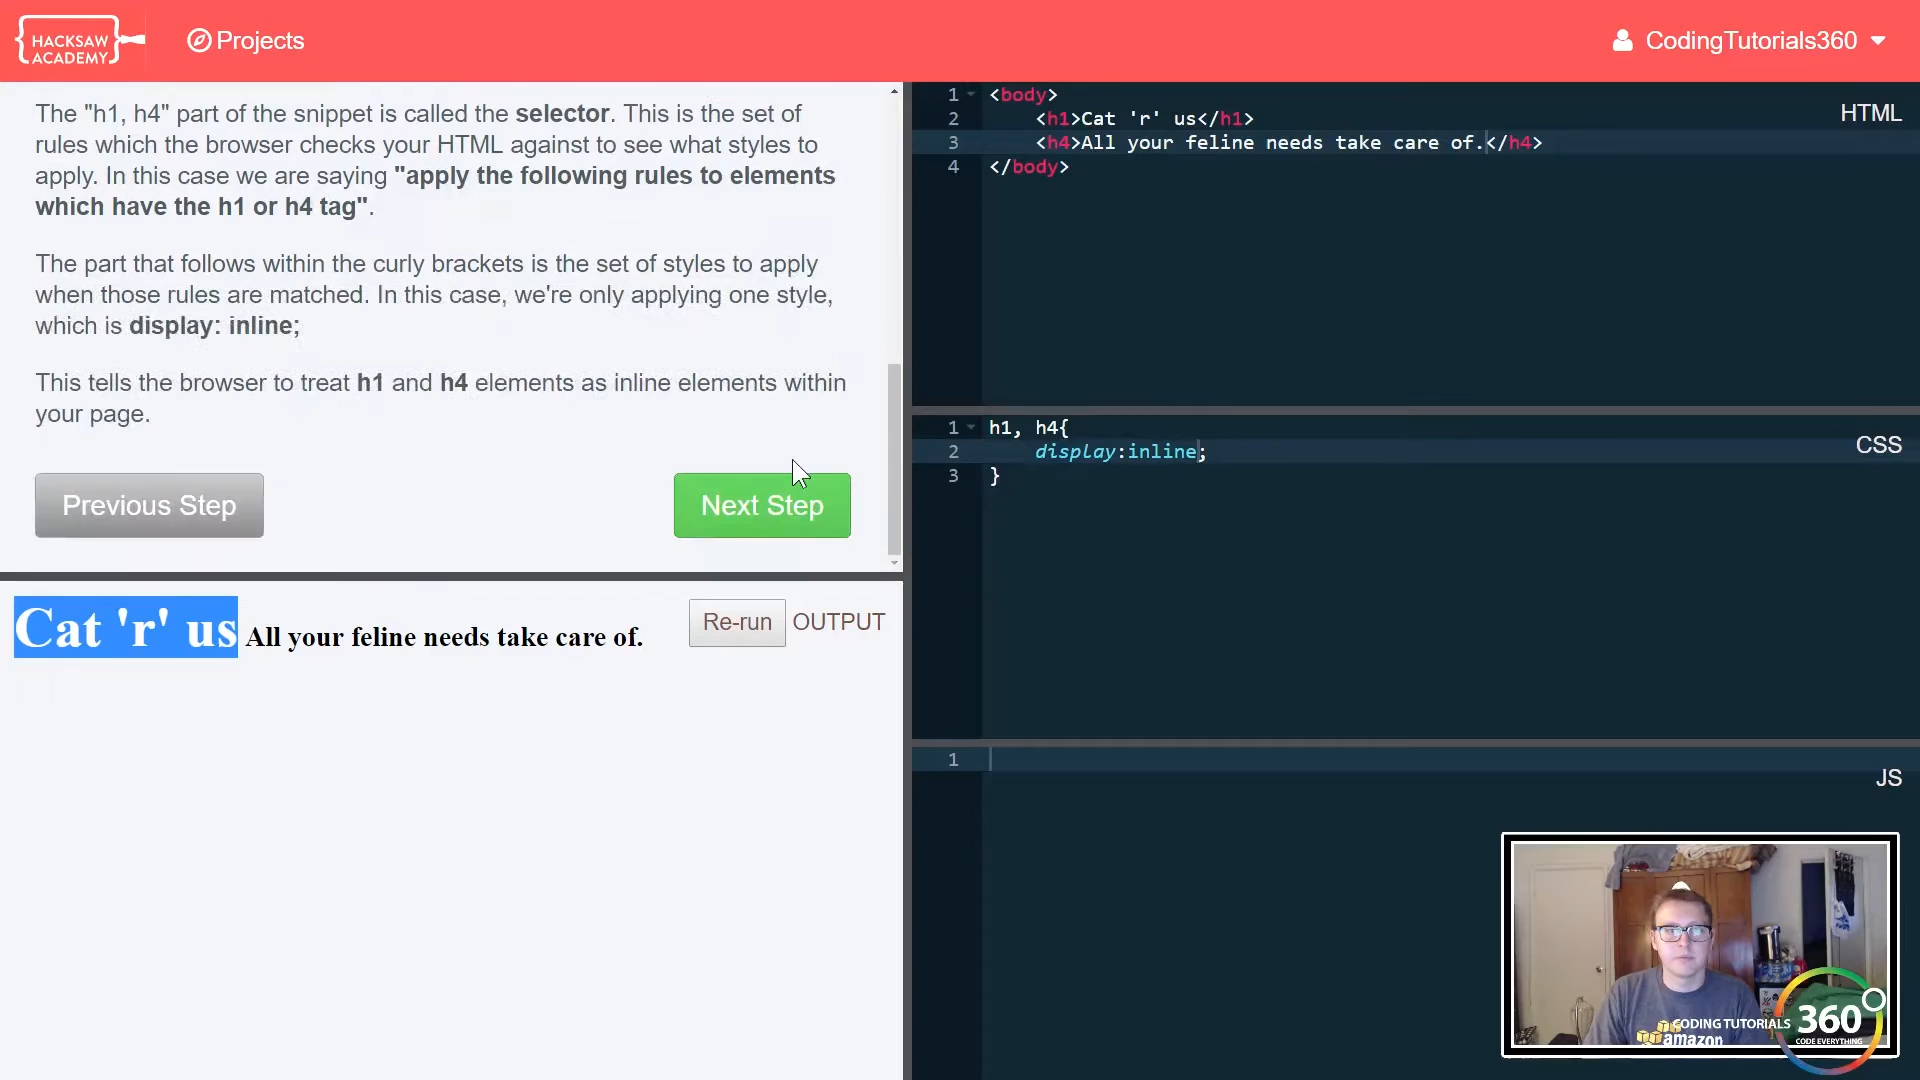 HACKSAW
ACADEMY
Projects
CodingTutorials360
The "h1, h4" part of the snippet is called the selector. This is the set of
rules which the browser checks your HTML against to see what styles to
apply. In this case we are saying "apply the following rules to elements
which have the h1 or h4 tag".
The part that follows within the curly brackets is the set of styles to apply
when those rules are matched. In this case, we're only applying one style,
which is display: inline;
This tells the browser to treat h1 and h4 elements as inline elements within
your page.
Previous Step
Next Step
Cat 'r' us All your feline needs take care of.
Re-run
OUTPUT
1 <body>
HTML
2 <h1>Cat 'r' us</h1>
3 <h4>All your feline needs take care of.</h4>
4 </body>
1 h1, h4{
CSS
2 display:inline;
3 }
1
JS
CODING TUTORIALS 360
CODE EVERYTHING
amazon